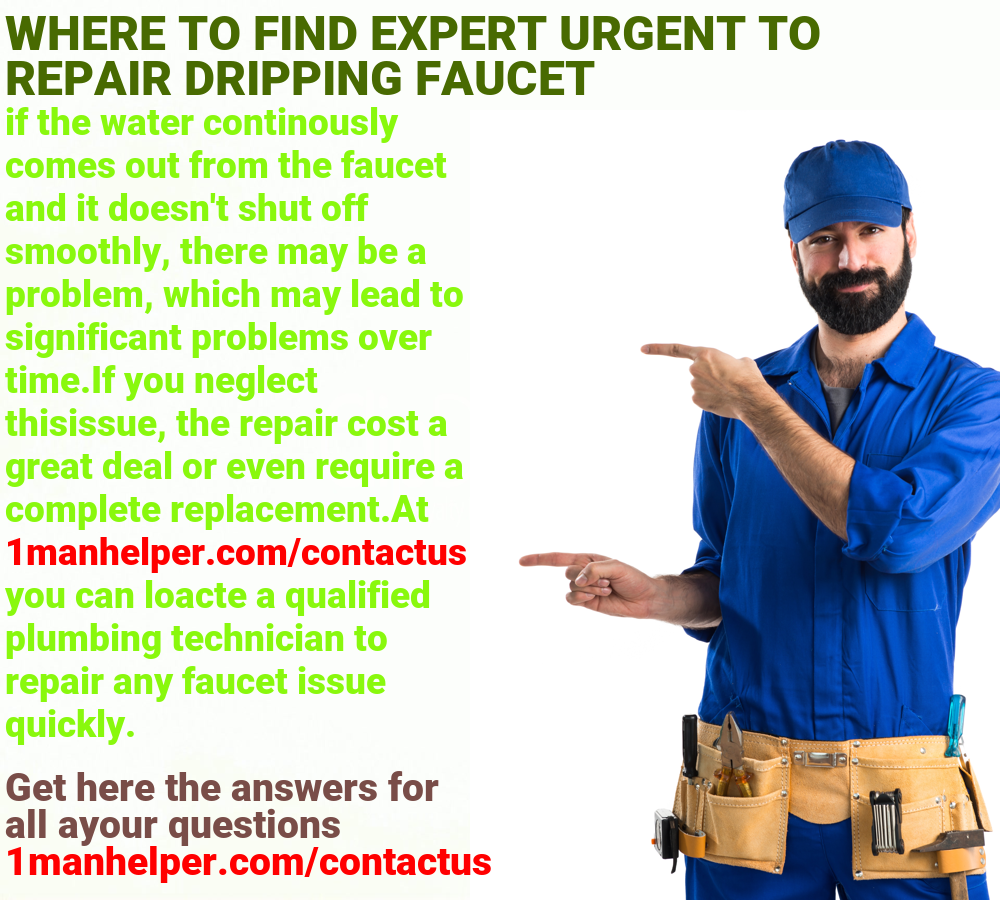 WHERE TO FIND EXPERT URGENT TO
REPAIR DRIPPING FAUCET
if the water continously
comes out from the faucet
and it doesn't shut off
smoothly, there may be a
problem, which may lead to
significant problems over
time.If you neglect
thisissue, the repair cost a
great deal or even require a
complete replacement.At
1manhelper.com/contactus
you can loacte a qualified
plumbing technician to
repair any faucet issue
quickly.
Get here the answers for
all ayour questions
1manhelper.com/contactus